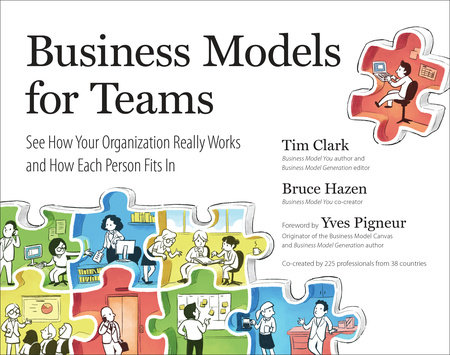 Business Models
for Teams
See How Your Organization Really Works
and How Each Person Fits In
Tim Clark
Business Model You author and
Business Model Generation editor
Bruce Hazen
Business Model You co-creator
Foreword by Yves Pigneur
Originator of the Business Model Canvas
and Business Model Generation author
Co-created by 225 professionals from 38 countries